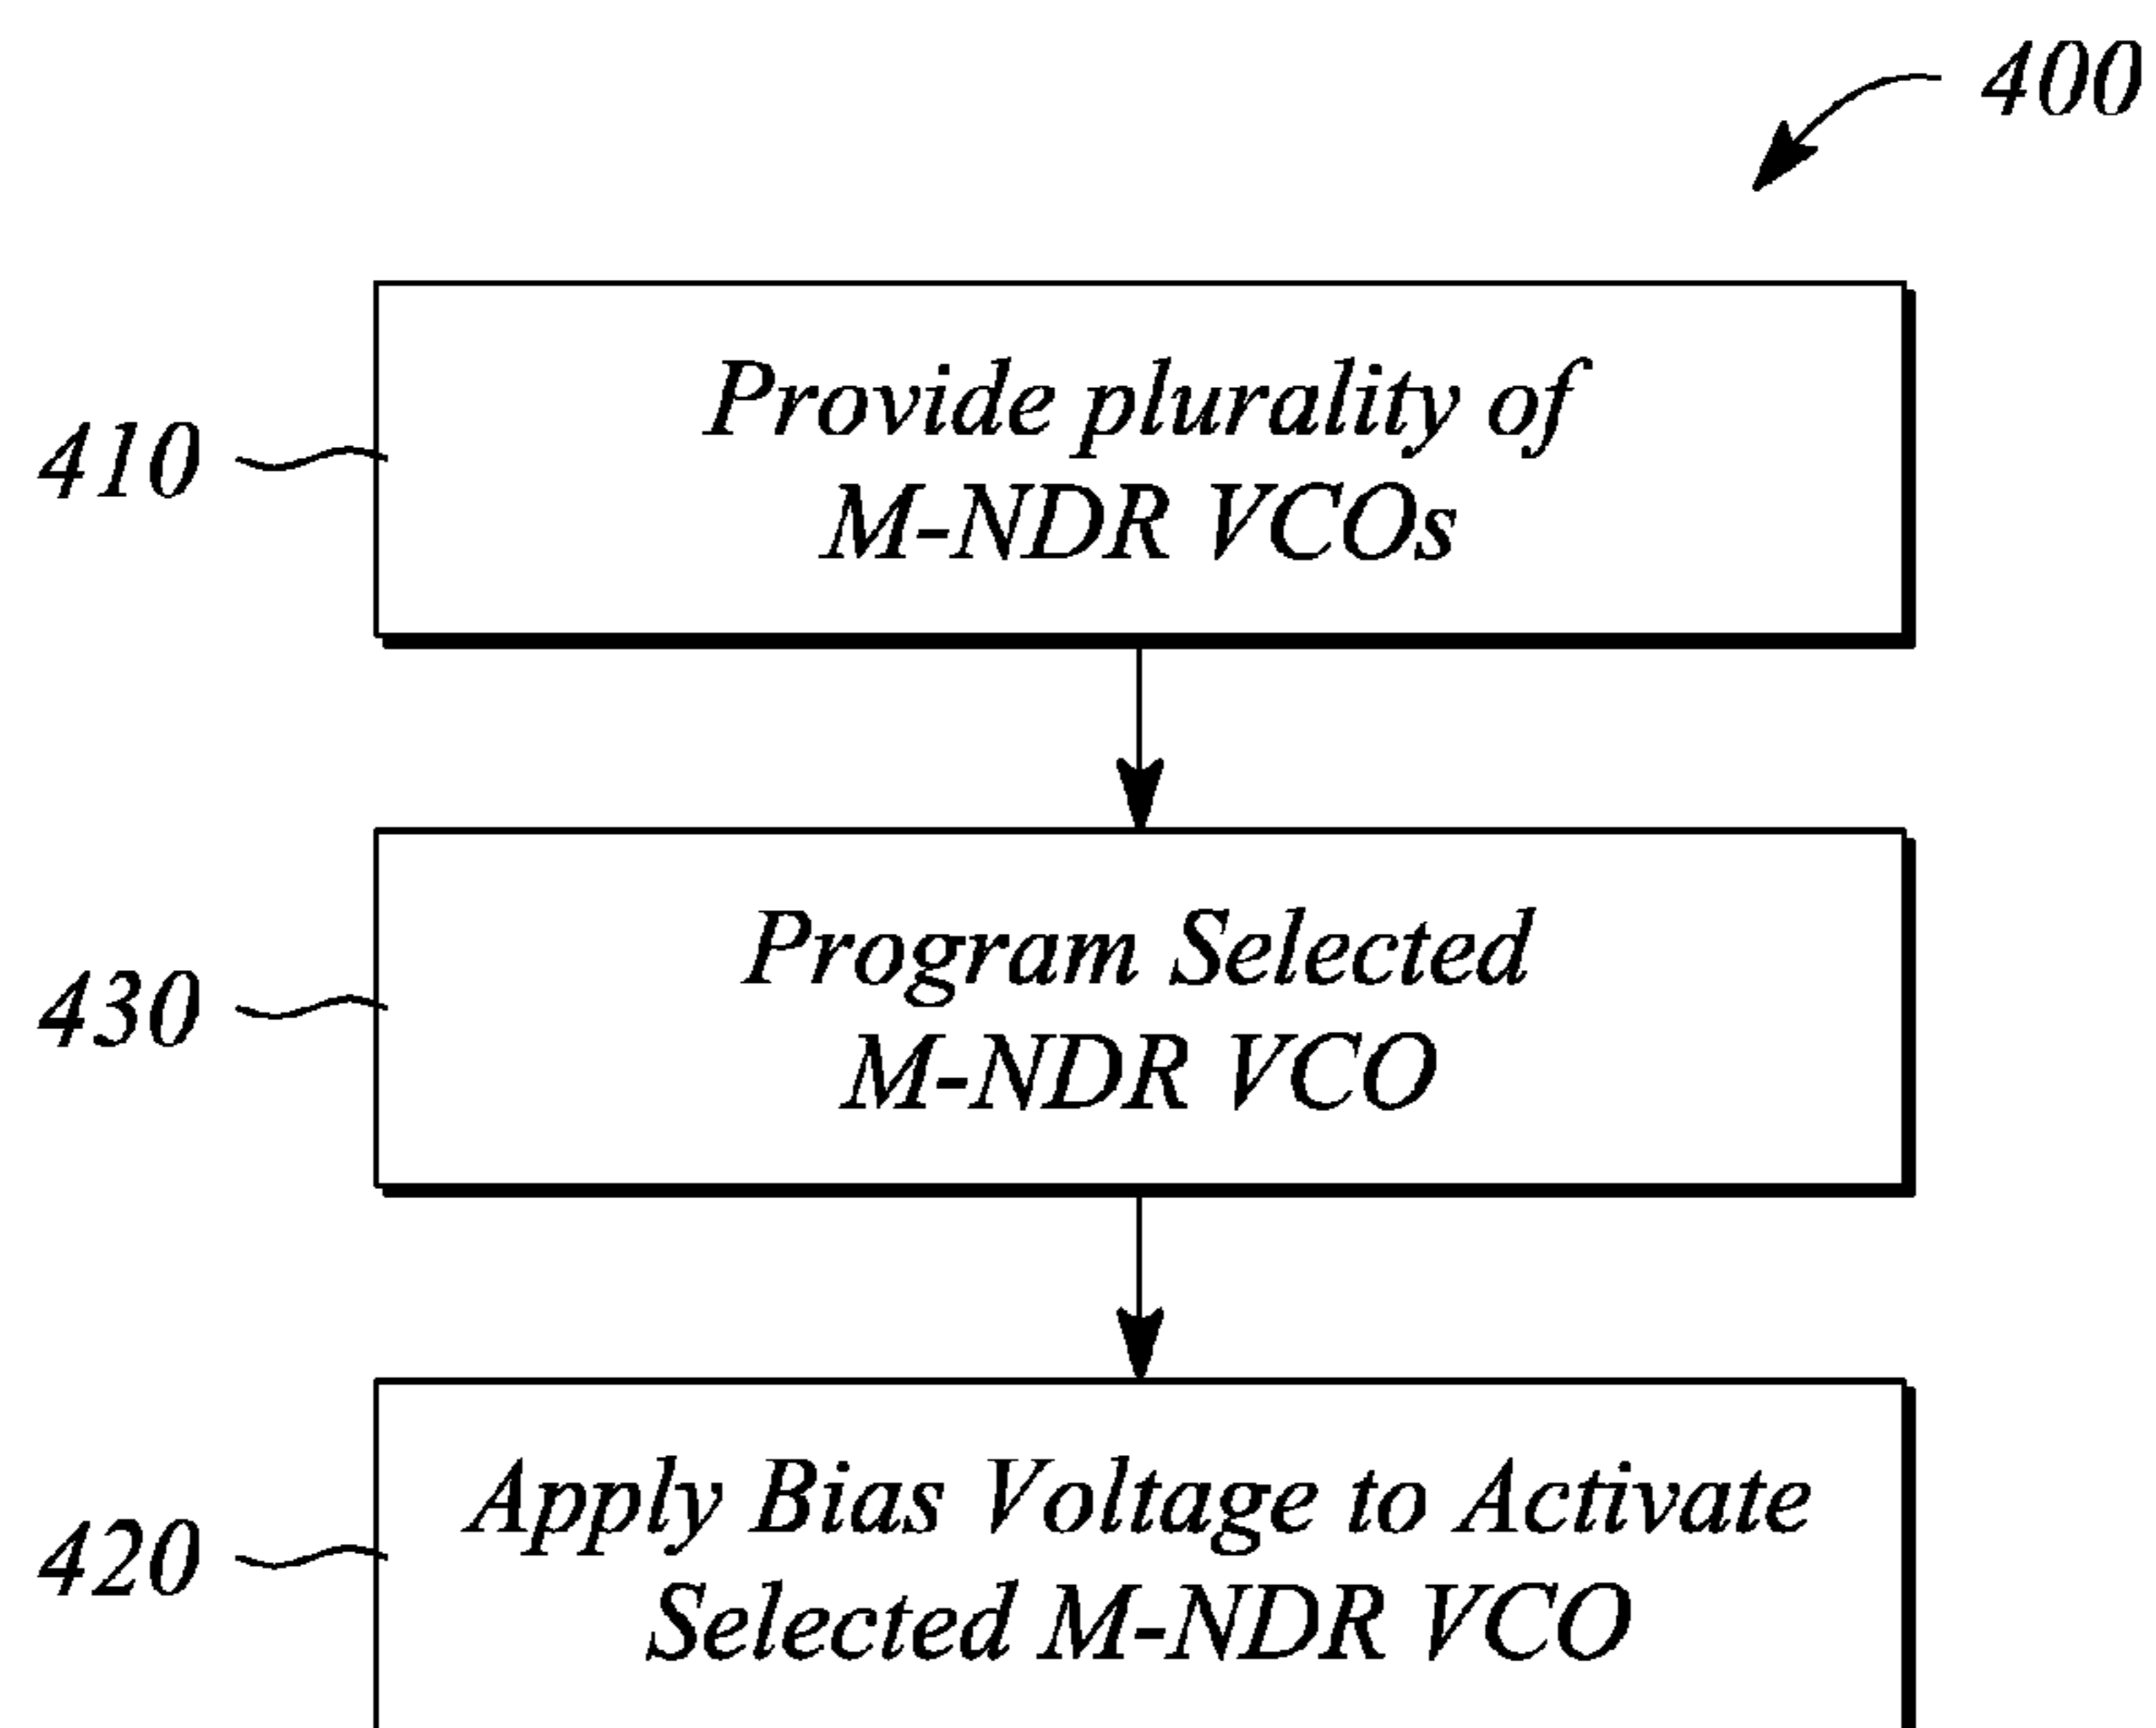 400
410
Provide plurality of
M-NDR VCOs
430
Program Selected
M-NDR VCO
420
Apply Bias Voltage to Activate
Selected M-NDR VCO